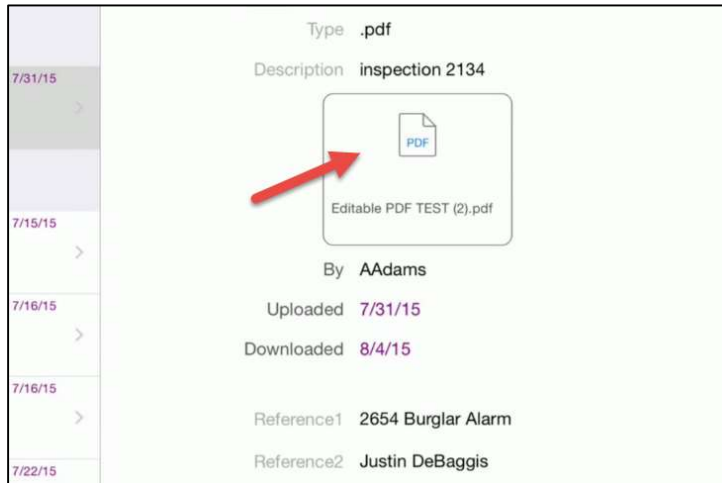 7/31/15
7/15/15
7/16/15
7/16/15
7/22/15
Type .pdf
Description inspection 2134
PDF
Editable PDF TEST (2).pdf
By AAdams
Uploaded 7/31/15
Downloaded 8/4/15
Reference1 2654 Burglar Alarm
Reference2 Justin DeBaggis